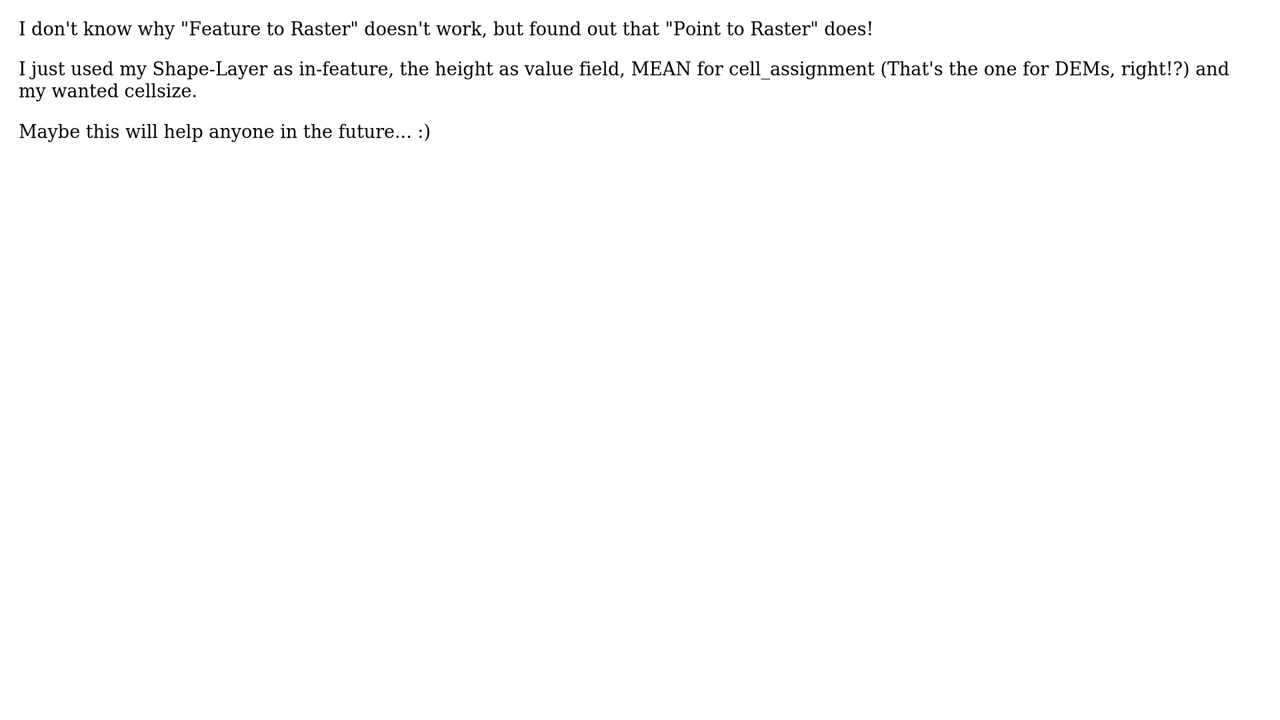 I don't know why "Feature to Raster" doesn't work, but found out that "Point to Raster" does!
I just used my Shape-Layer as in-feature, the height as value field, MEAN for cell_assignment (That's the one for DEMs, right!?) and
my wanted cellsize.
Maybe this will help anyone in the future... :)